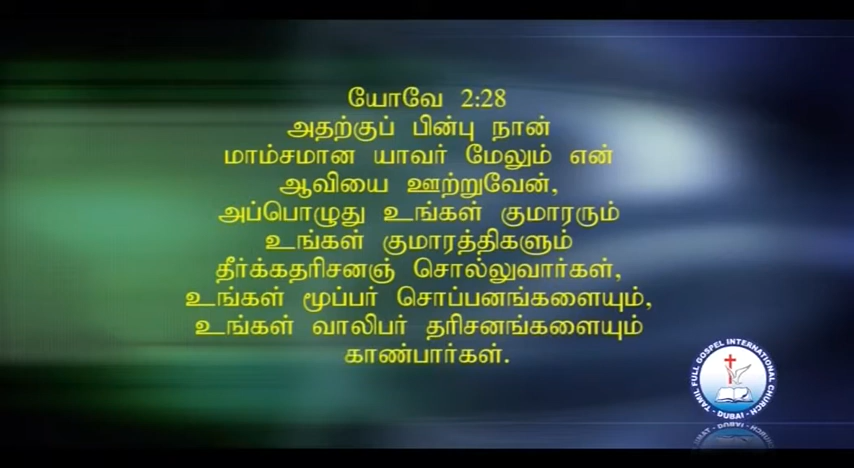 யோவே 2:28
அதற்குப் பின்பு நான்
மாம்சமான யாவர் மேலும் என்
ஆவியை ஊற்றுவேன்,
அப்பொழுது உங்கள் குமாரரும்
உங்கள் குமாரத்திகளும்
தீர்க்கதரிசனஞ் சொல்லுவார்கள்,
உங்கள் மூப்பர் சொப்பனங்களையும்,
உங்கள் வாலிபர் தரிசனங்களையும்
காண்பார்கள்.
TAMIL FULL GOSPEL INTERNATIONAL CHURCH
- DUBAI -